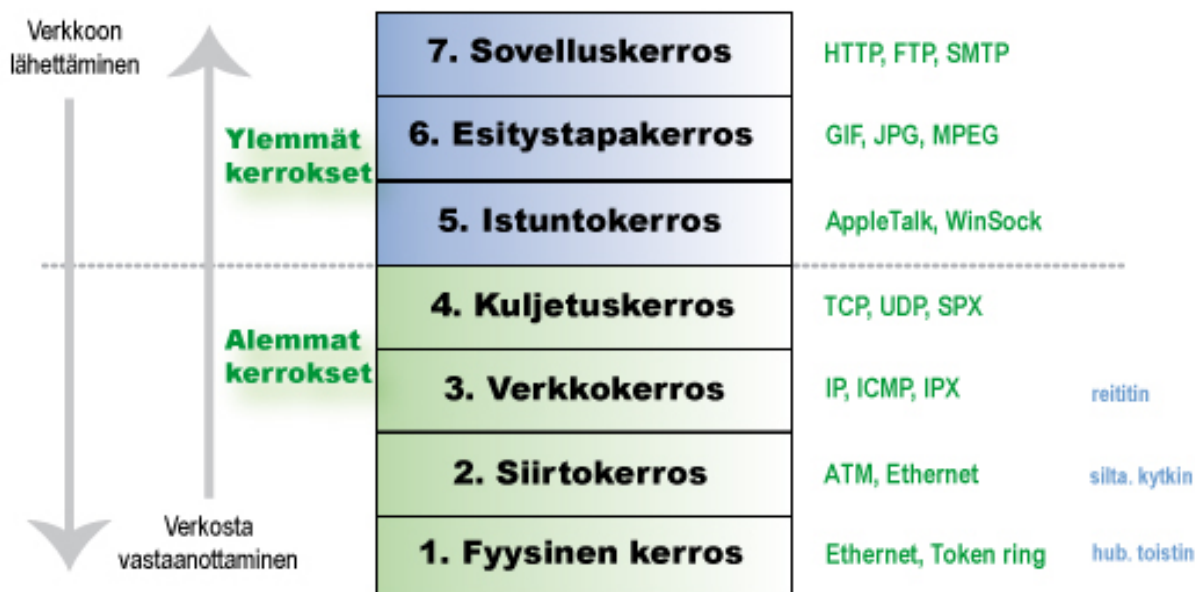 Verkkoon
lähettäminen
7. Sovelluskerros
HTTP, FTP, SMTP
Ylemmät
kerrokset
6. Esitystapakerros
GIF, JPG, MPEG
5. Istuntokerros
AppleTalk, WinSock
4. Kuljetuskerros
TCP, UDP, SPX
Alemmat
kerrokset
3. Verkkokerros
IP, ICMP, IPX
reititin
2. Siirtokerros
ATM, Ethernet
silta. kytkin
Verkosta
vastaanottaminen
1. Fyysinen kerros
Ethernet, Token ring
hub. toistin